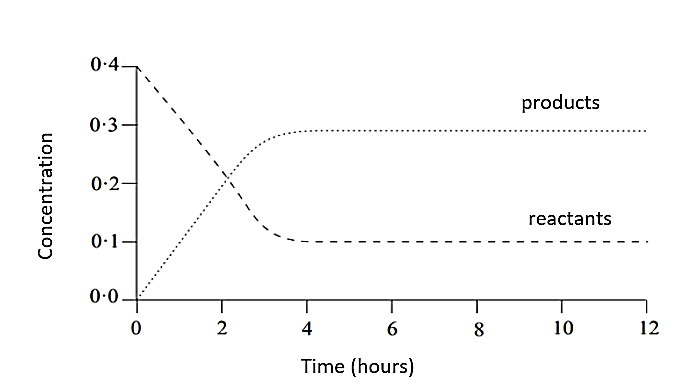 0·4
products
0·3
Concentration
0·2
reactants
0·1
0·0
0 2 4 6 8 10 12
Time (hours)